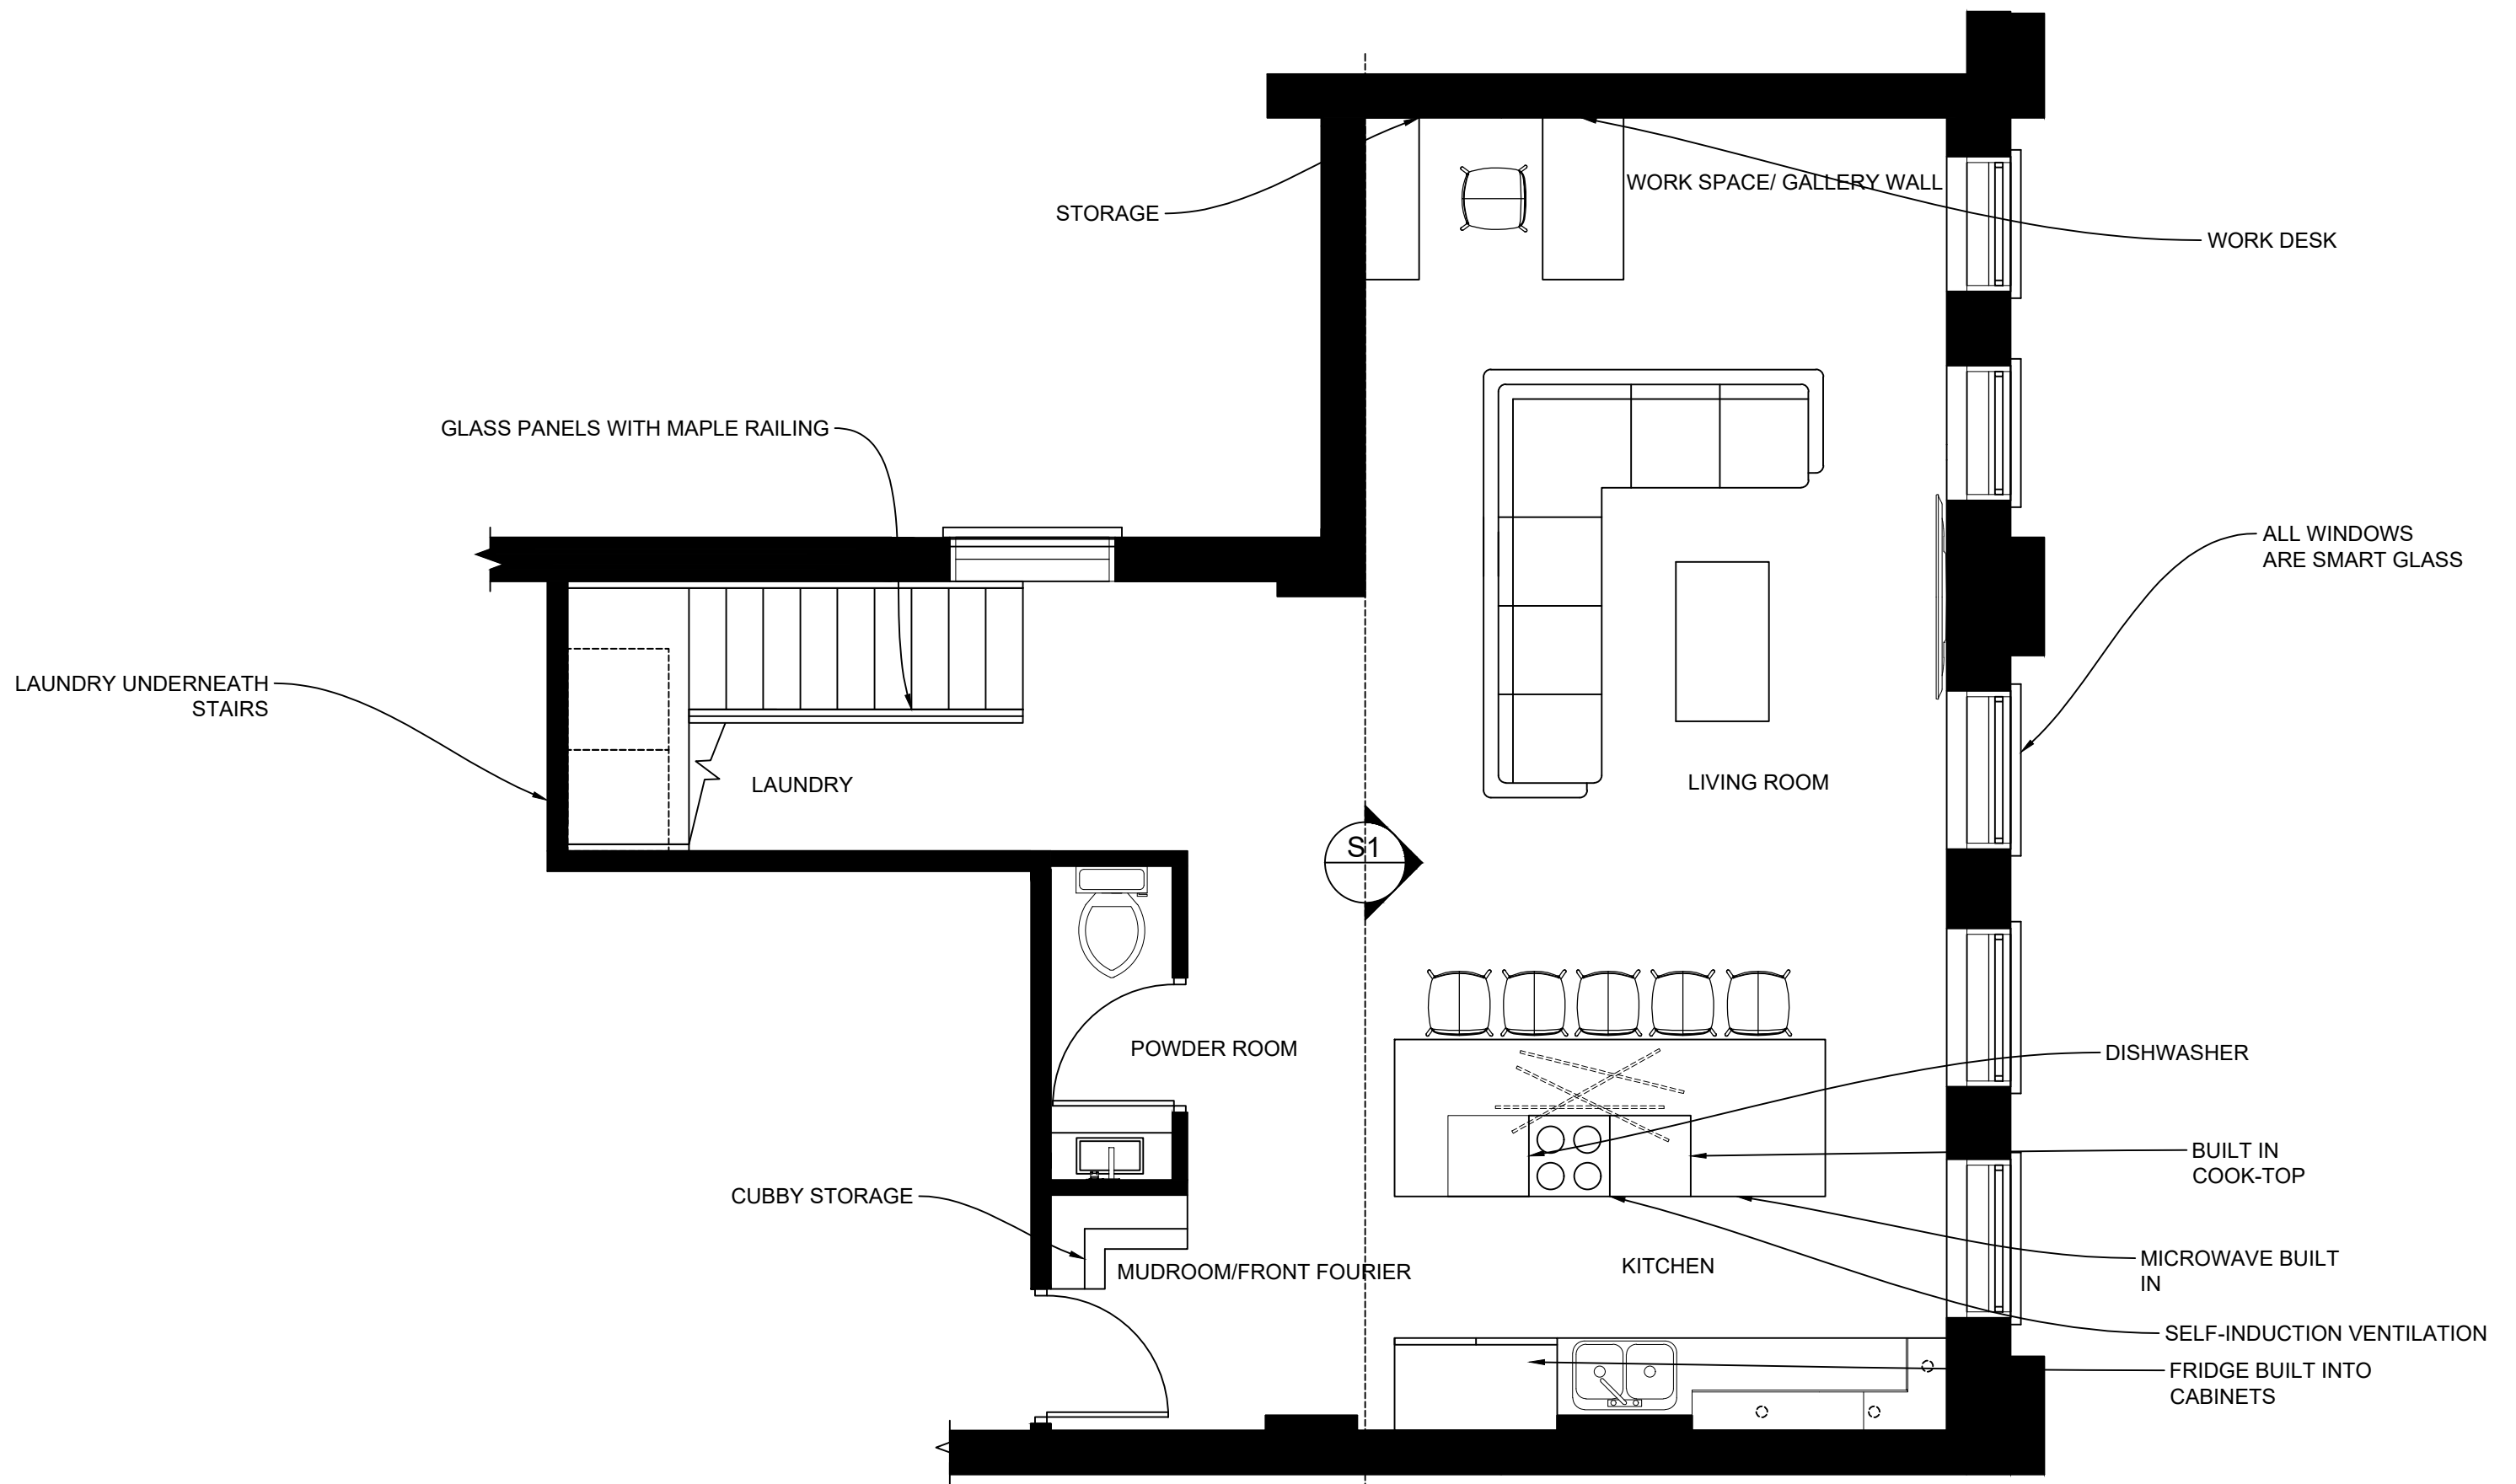 STORAGE
WORK SPACE/ GALLERY WALL
WORK DESK
GLASS PANELS WITH MAPLE RAILING
ALL WINDOWS
ARE SMART GLASS
LAUNDRY UNDERNEATH
STAIRS
LAUNDRY
LIVING ROOM
S1
POWDER ROOM
DISHWASHER
BUILT IN
COOK-TOP
CUBBY STORAGE
MUDROOM/FRONT FOURIER
KITCHEN
MICROWAVE BUILT
IN
SELF-INDUCTION VENTILATION
FRIDGE BUILT INTO
CABINETS